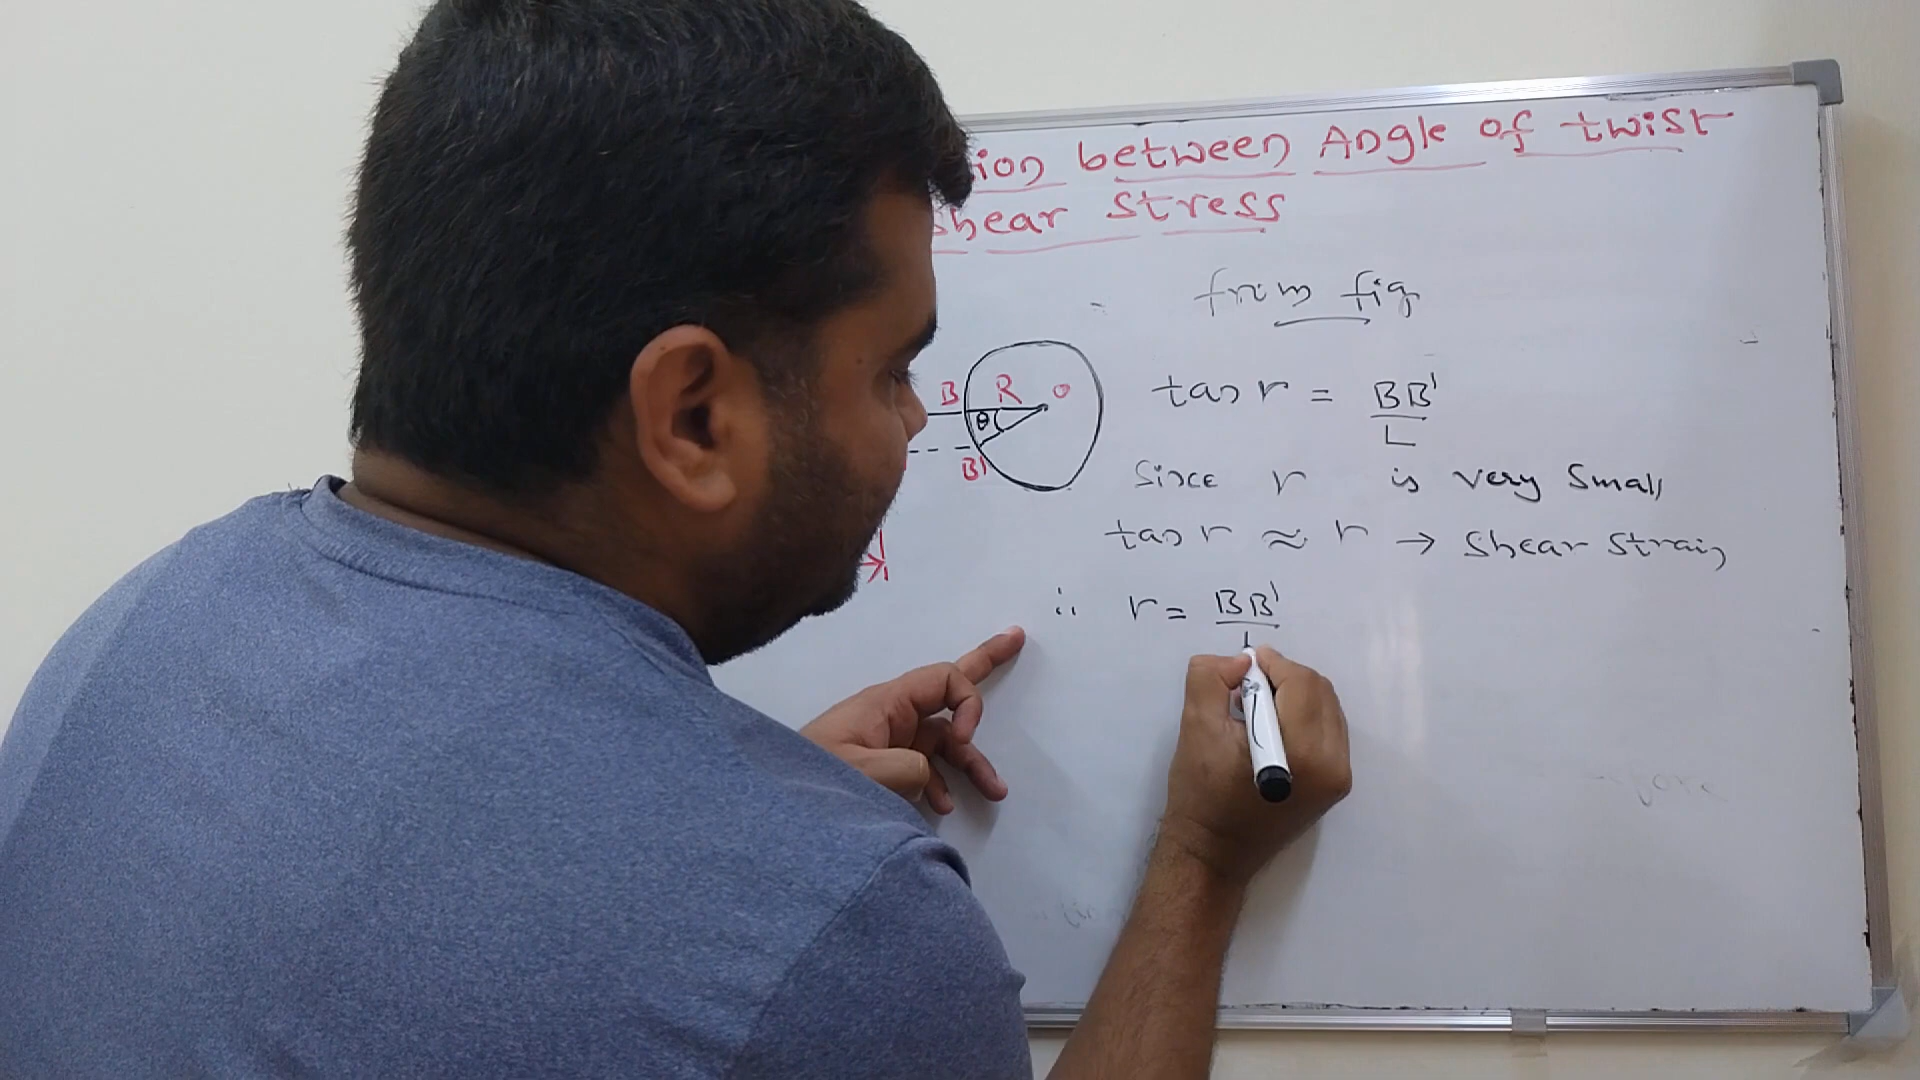 ion between Angle of twist
shear stress
from fig
B R O
θ
B'
tan r = BB'
L
Since r is very small
tan r ≈ r → shear strain
∴ r = BB'